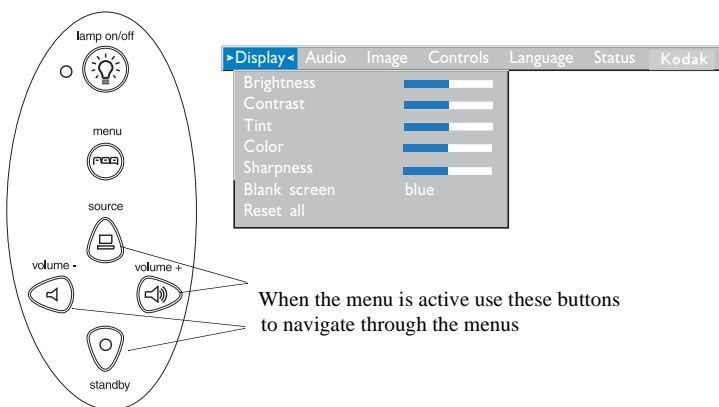 lamp on/off
menu
source
volume -
volume +
standby
>Display< Audio Image Controls Language Status Kodak
Brightness
Contrast
Tint
Color
Sharpness
Blank screen blue
Reset all
When the menu is active use these buttons
to navigate through the menus